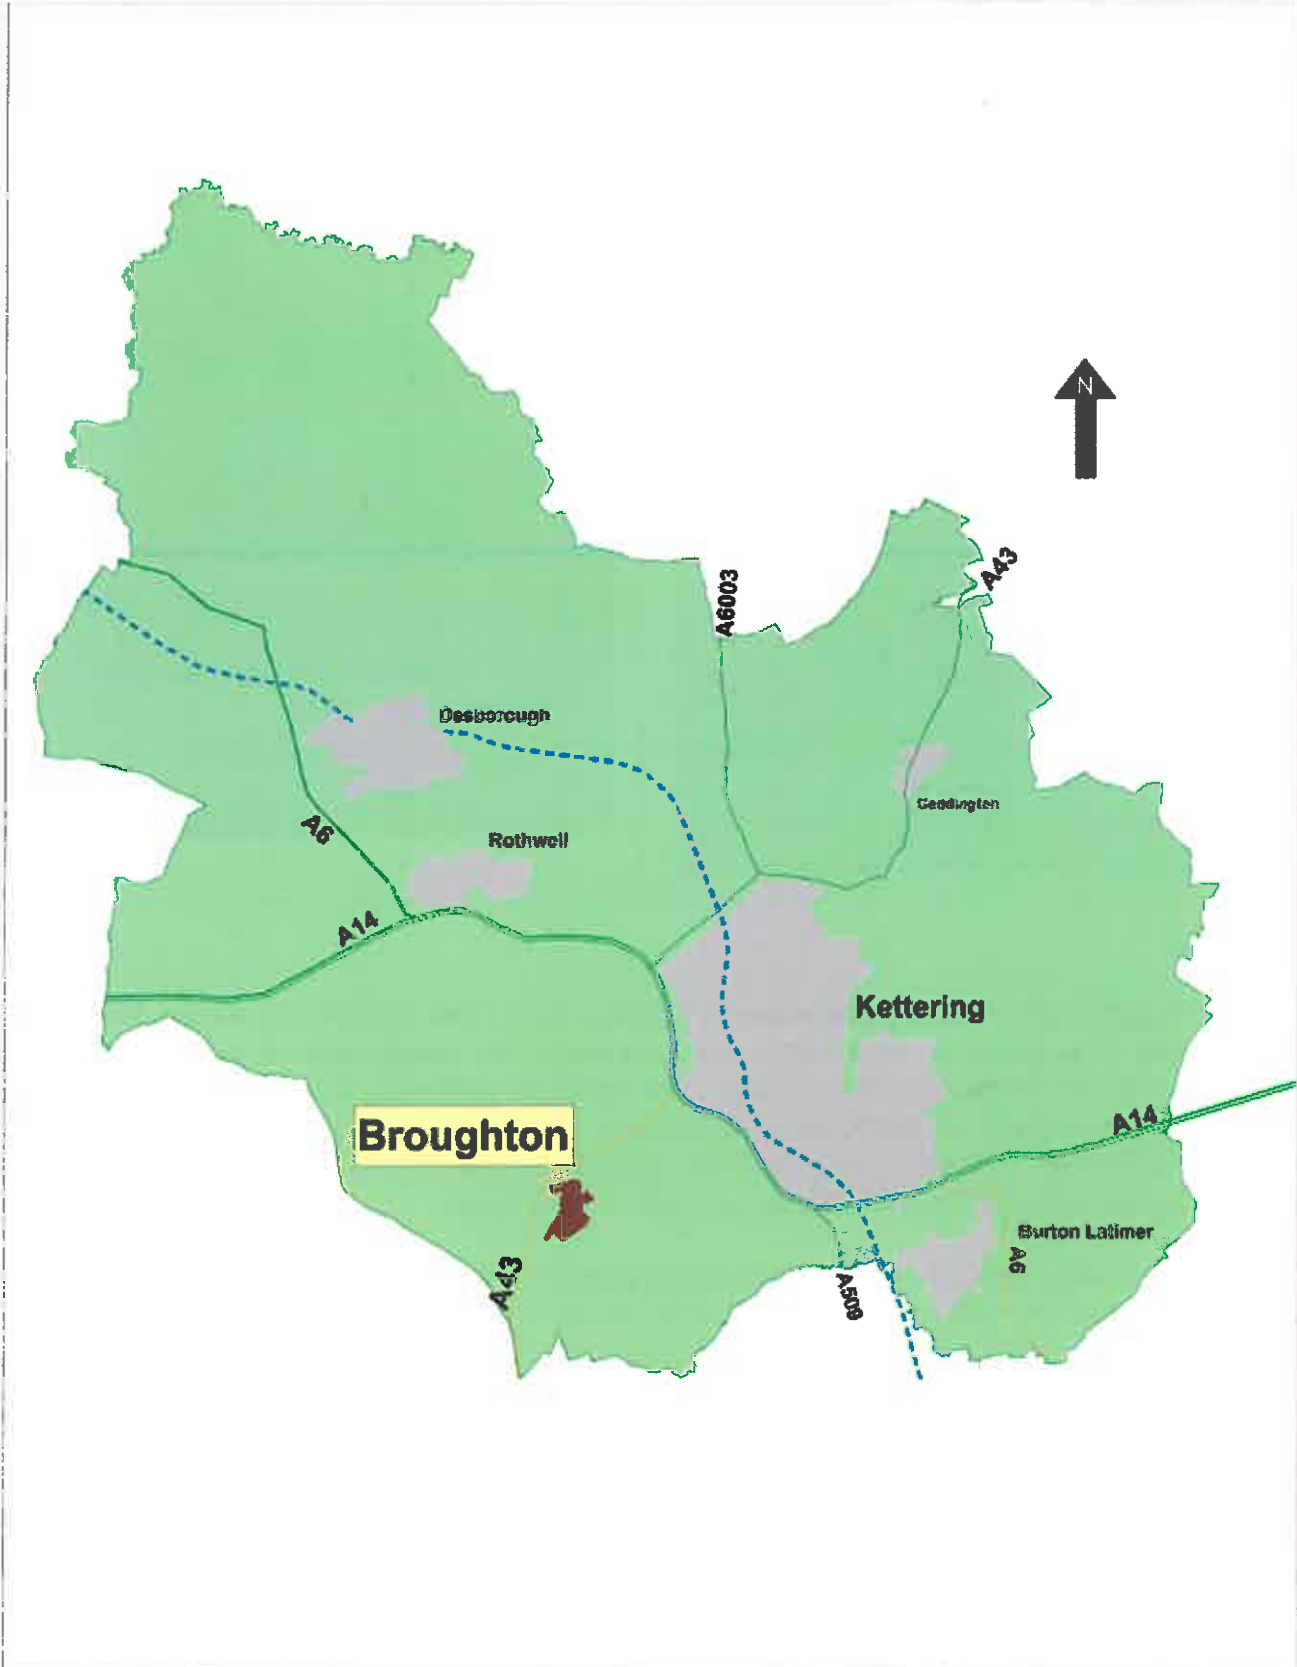 N
A43
A6003
Desborough
Geddington
A6
Rothwell
A14
Kettering
Broughton
A14
Burton Latimer
A6
A43
A509